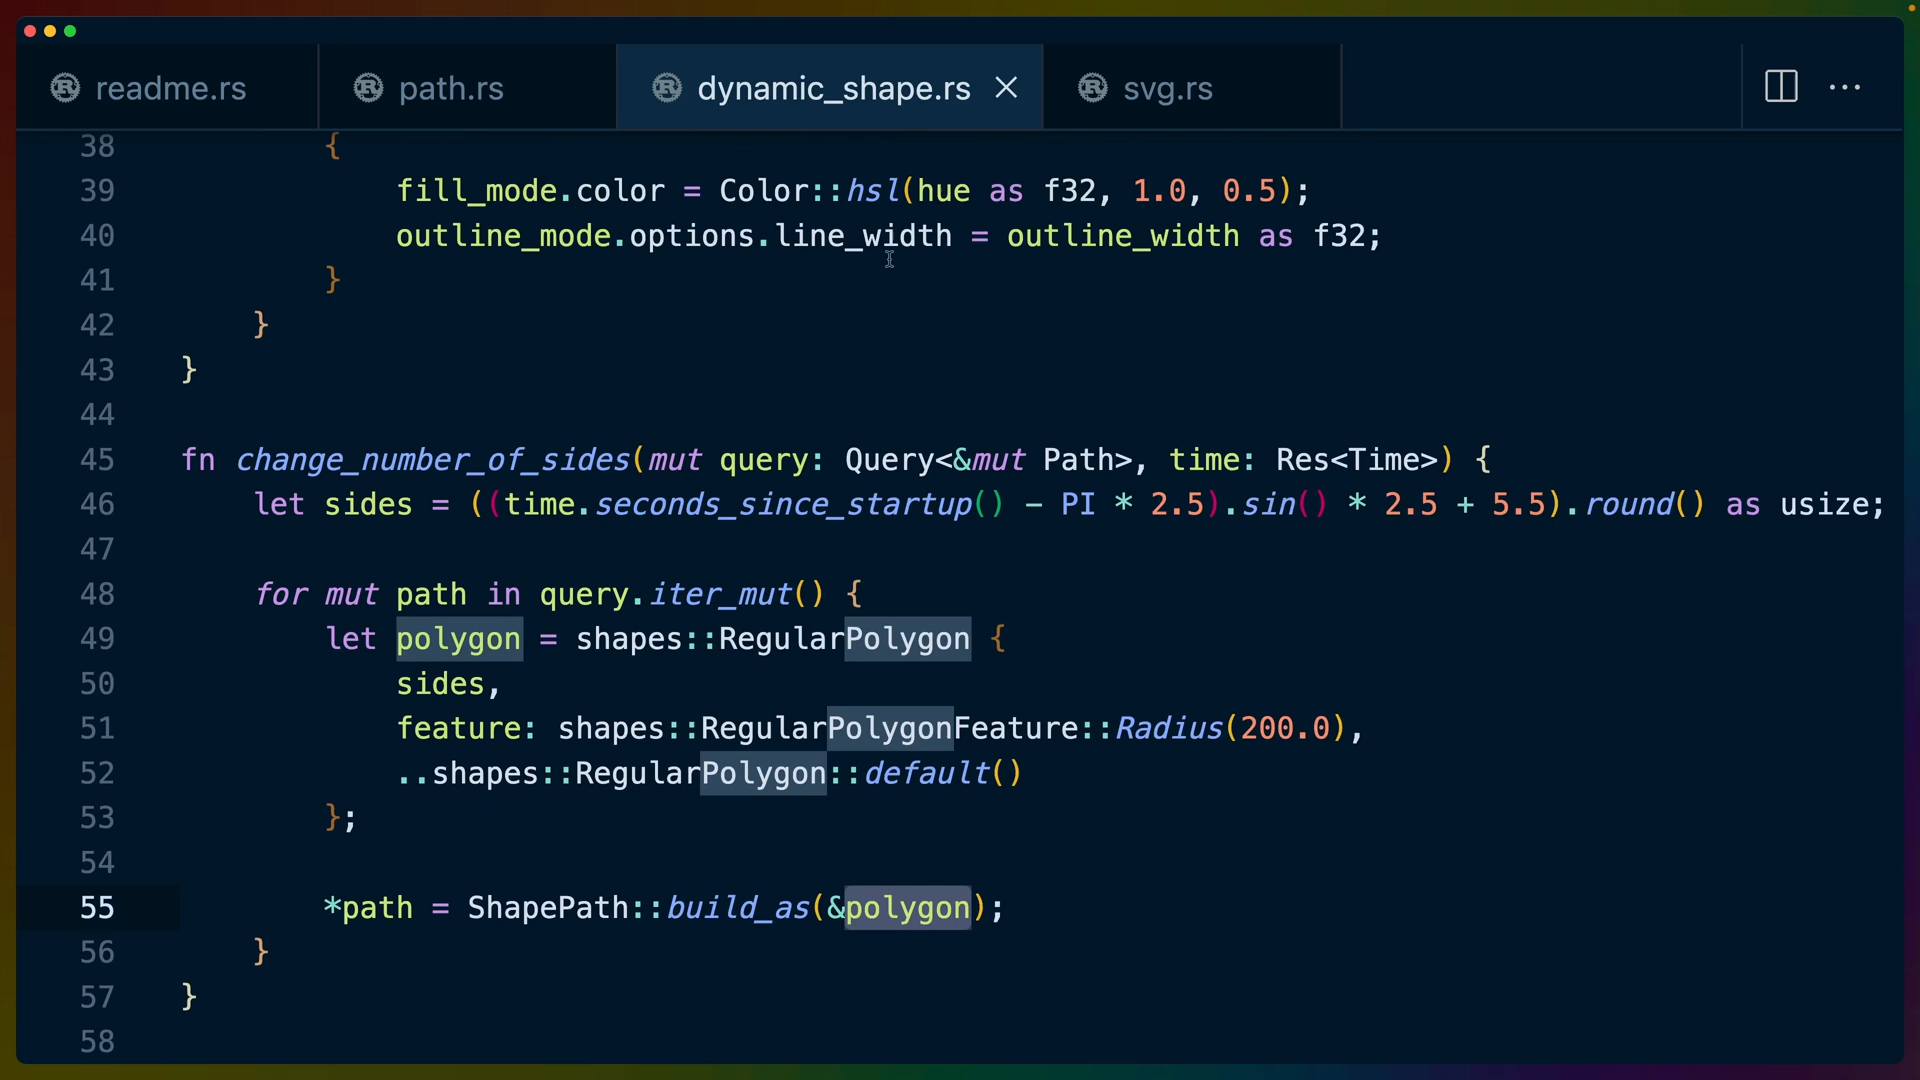 readme.rs path.rs dynamic_shape.rs svg.rs
38 {
39 fill_mode.color = Color::hsl(hue as f32, 1.0, 0.5);
40 outline_mode.options.line_width = outline_width as f32;
41 }
42 }
43 }
44
45 fn change_number_of_sides(mut query: Query<&mut Path>, time: Res<Time>) {
46 let sides = ((time.seconds_since_startup() - PI * 2.5).sin() * 2.5 + 5.5).round() as usize;
47
48 for mut path in query.iter_mut() {
49 let polygon = shapes::RegularPolygon {
50 sides,
51 feature: shapes::RegularPolygonFeature::Radius(200.0),
52 ..shapes::RegularPolygon::default()
53 };
54
55 *path = ShapePath::build_as(&polygon);
56 }
57 }
58